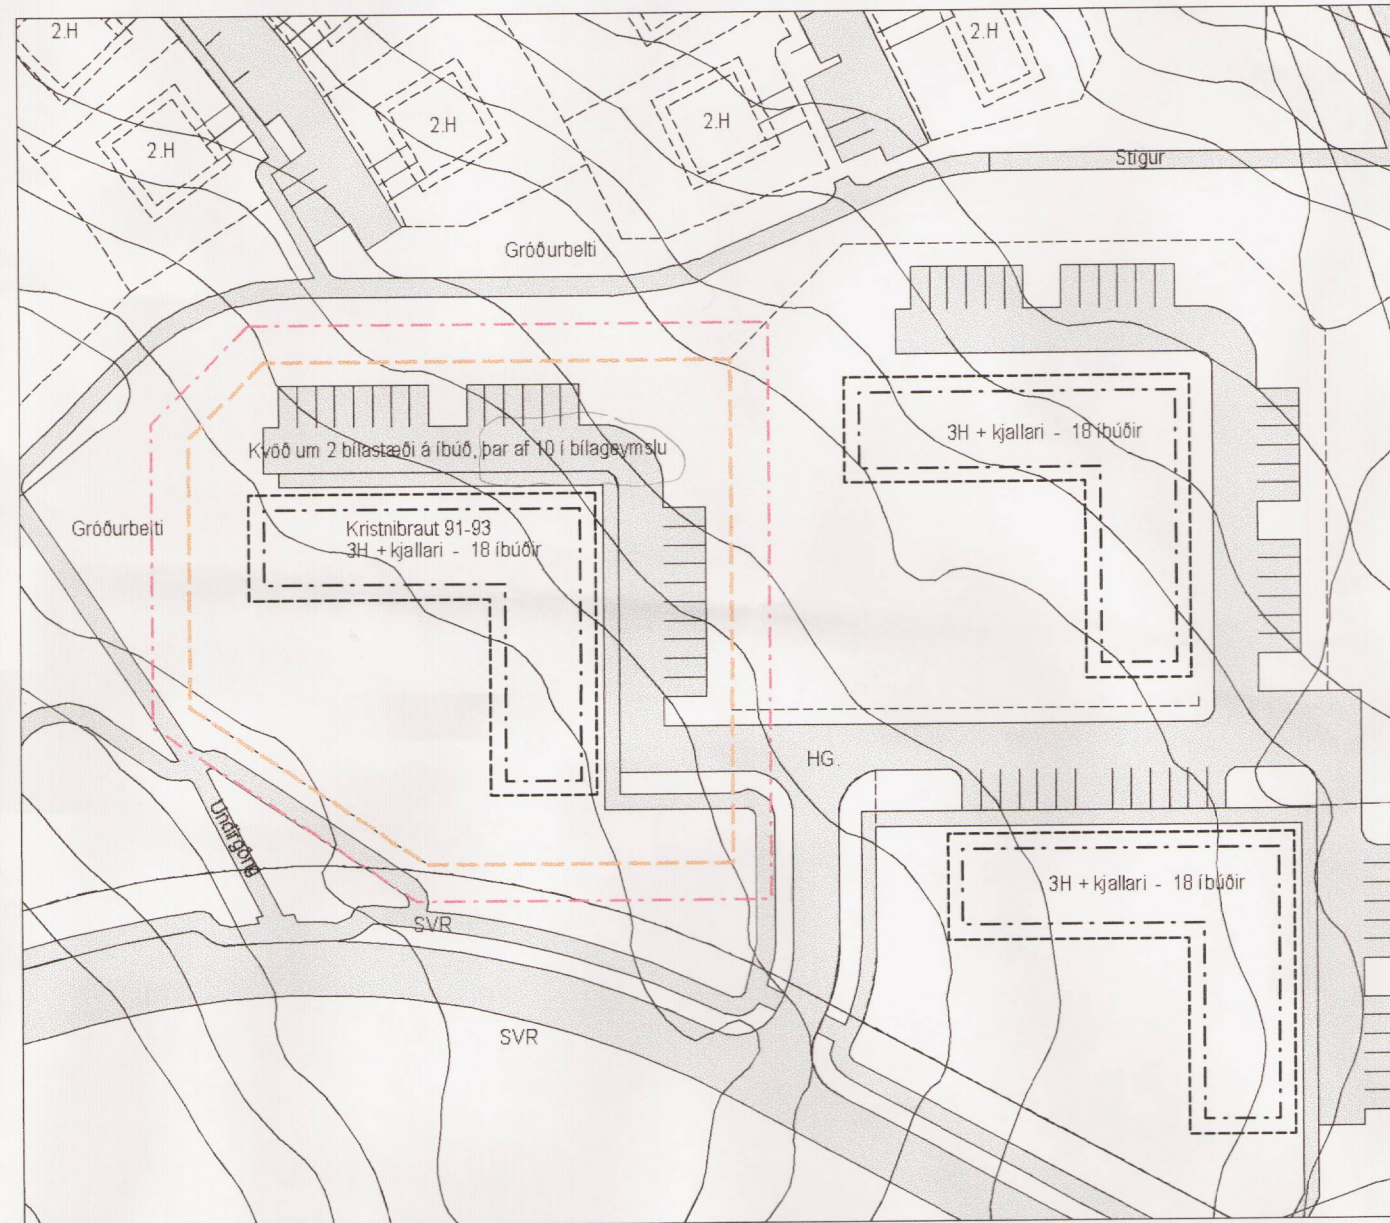 2.H
2.H
2.H
2.H
2.H
Stígur
Gróðurbelti
3H + kjallari - 18 íbúðir
Kvöð um 2 bílastæði á íbúð, þar af 10 í bílageymslu
Gróðurbelti
Kristnibraut 91-93
3H + kjallari - 18 íbúðir
HG.
Undirgöng
3H + kjallari - 18 íbúðir
SVR
SVR